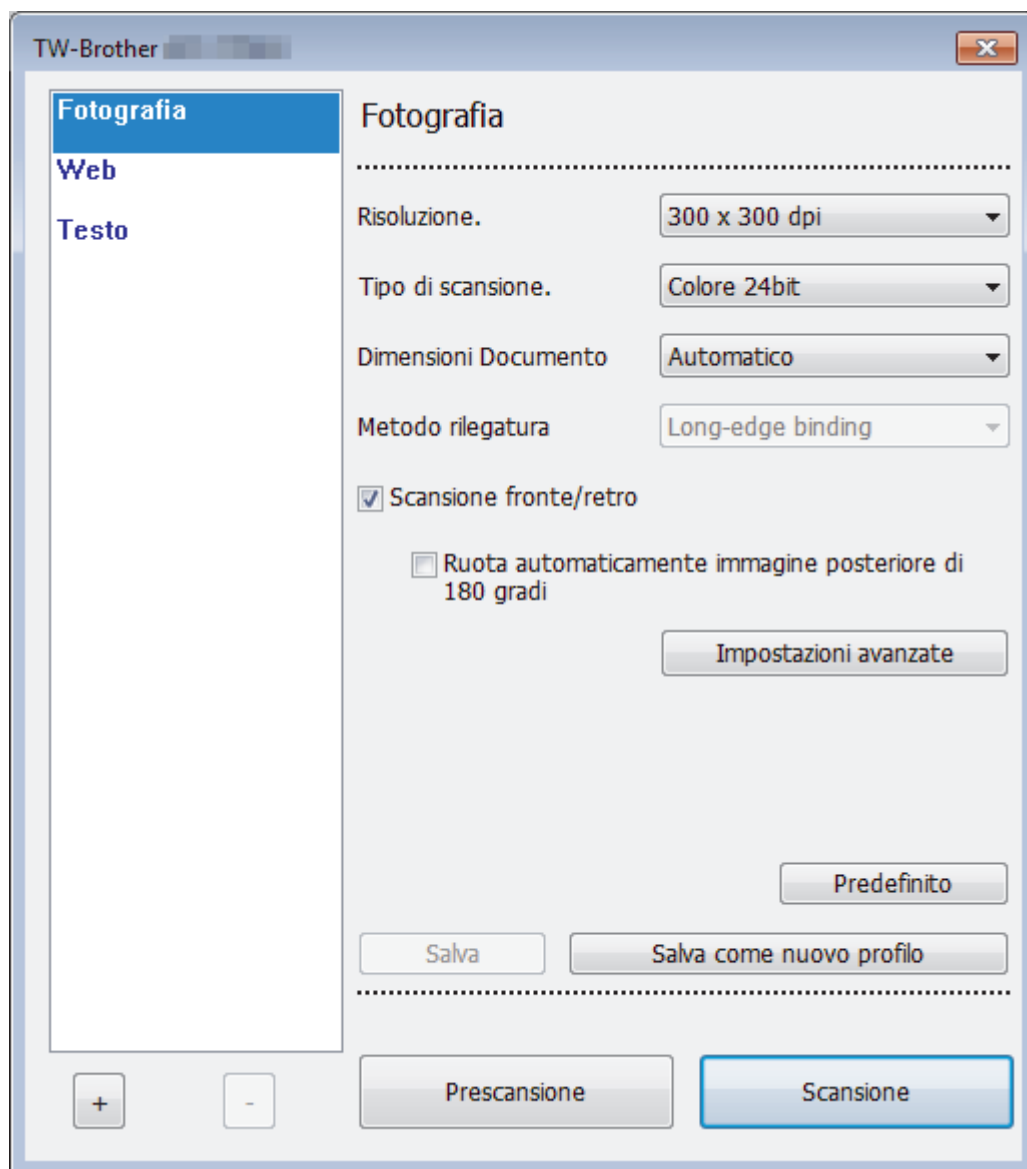 TW-Brother
Fotografia
Web
Testo
Fotografia
Risoluzione.
300 x 300 dpi
Tipo di scansione.
Colore 24bit
Dimensioni Documento
Automatico
Metodo rilegatura
Long-edge binding
Scansione fronte/retro
Ruota automaticamente immagine posteriore di
180 gradi
Impostazioni avanzate
Predefinito
Salva
Salva come nuovo profilo
+
-
Prescansione
Scansione